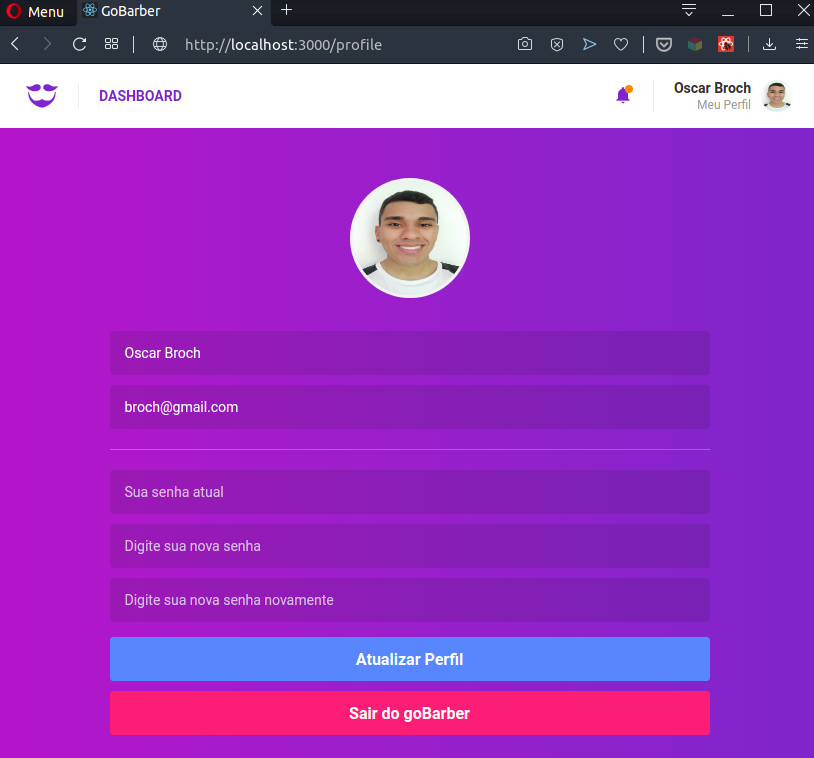 Menu
GoBarber
http://localhost:3000/profile
DASHBOARD
Oscar Broch
Meu Perfil
Oscar Broch
broch@gmail.com
Sua senha atual
Digite sua nova senha
Digite sua nova senha novamente
Atualizar Perfil
Sair do goBarber